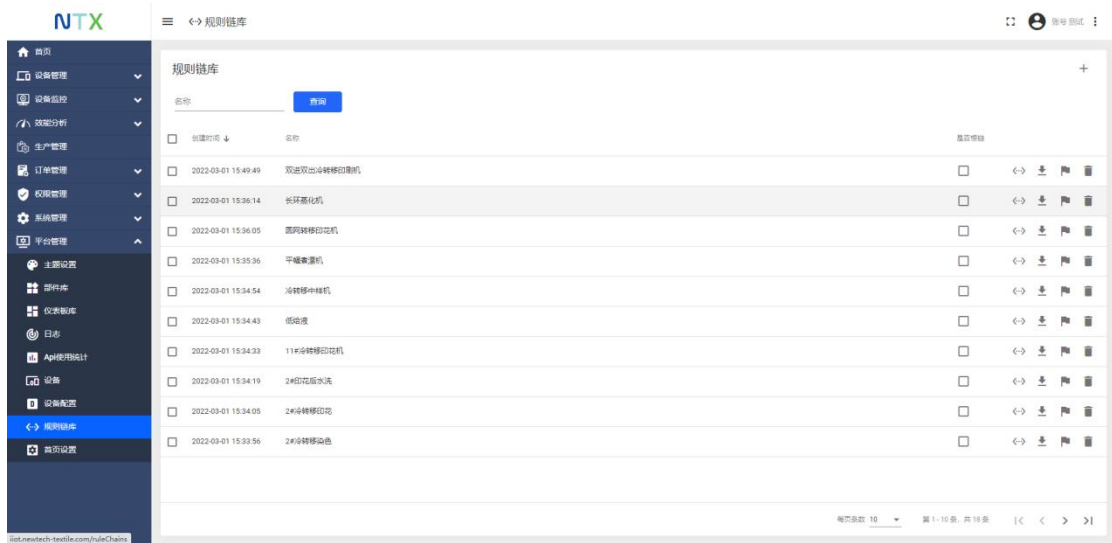 NTX
规则链库
账号 测试
首页
设备管理
设备监控
效能分析
生产管理
订单管理
权限管理
系统管理
平台管理
主题设置
部件库
仪表板库
日志
Api使用统计
设备
设备配置
规则链库
首页设置
iiot.newtech-textile.com/ruleChains
规则链库
名称 查询
创建时间 名称 是否根链
2022-03-01 15:49:49 双进双出冷转移印刷机
2022-03-01 15:36:14 长环蒸化机
2022-03-01 15:36:05 圆网转移印花机
2022-03-01 15:35:36 平幅皂蒸机
2022-03-01 15:34:54 冷转移中样机
2022-03-01 15:34:43 低给液
2022-03-01 15:34:33 11#冷转移印花机
2022-03-01 15:34:19 2#印花后水洗
2022-03-01 15:34:05 2#冷转移印花
2022-03-01 15:33:56 2#冷转移染色
每页条数 10 第 1 - 10 条, 共 18 条